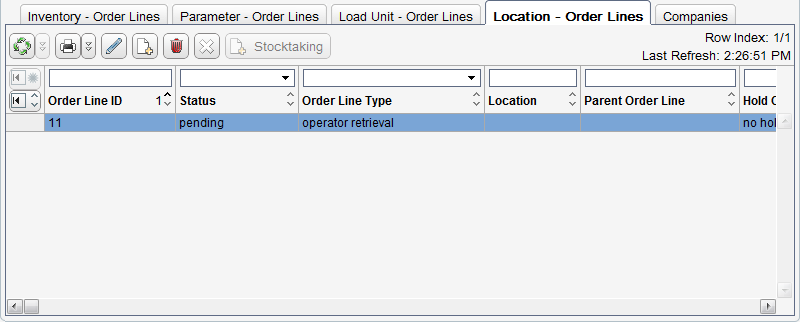 Inventory - Order Lines Parameter - Order Lines Load Unit - Order Lines Location - Order Lines Companies
Row Index: 1/1
Stocktaking
Last Refresh: 2:26:51 PM
Order Line ID 1 Status Order Line Type Location Parent Order Line Hold
11 pending operator retrieval no hol